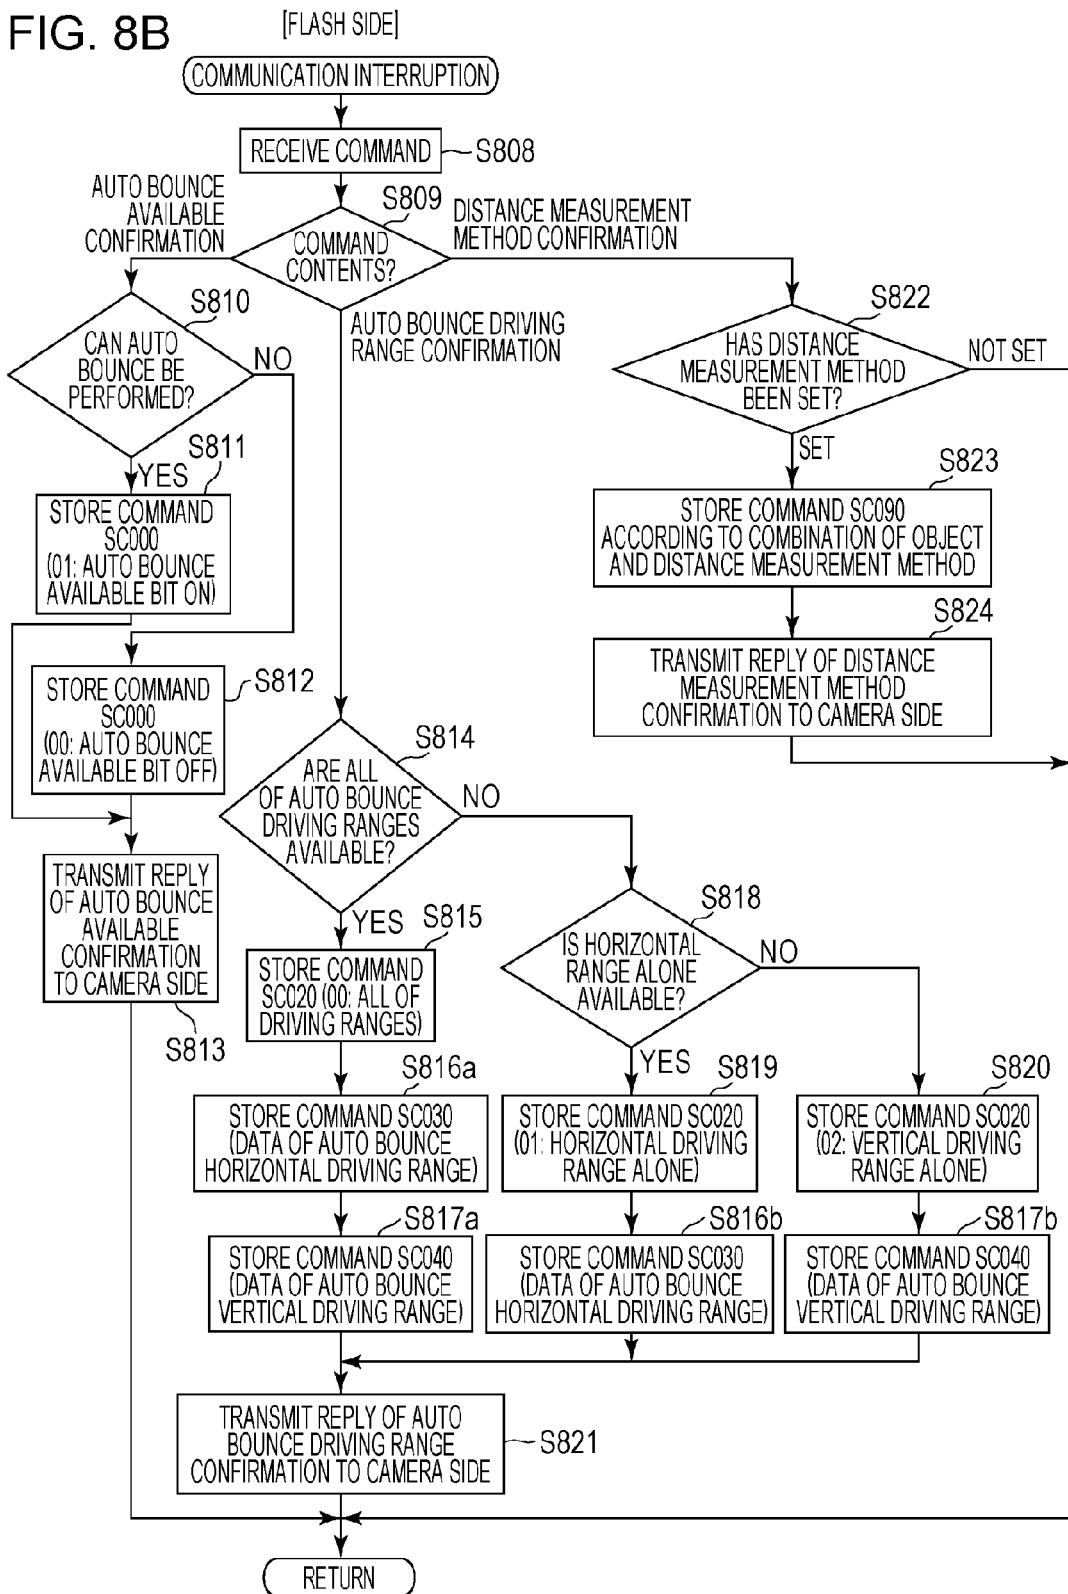 FIG. 8B
[FLASH SIDE]
COMMUNICATION INTERRUPTION
RECEIVE COMMAND
S808
S809
COMMAND
CONTENTS?
AUTO BOUNCE
AVAILABLE
CONFIRMATION
DISTANCE MEASUREMENT
METHOD CONFIRMATION
AUTO BOUNCE DRIVING
RANGE CONFIRMATION
S810
CAN AUTO
BOUNCE BE
PERFORMED?
NO
YES
S811
STORE COMMAND
SC000
(01: AUTO BOUNCE
AVAILABLE BIT ON)
S812
STORE COMMAND
SC000
(00: AUTO BOUNCE
AVAILABLE BIT OFF)
TRANSMIT REPLY
OF AUTO BOUNCE
AVAILABLE
CONFIRMATION
TO CAMERA SIDE
S813
S822
HAS DISTANCE
MEASUREMENT METHOD
BEEN SET?
NOT SET
SET
S823
STORE COMMAND SC090
ACCORDING TO COMBINATION OF OBJECT
AND DISTANCE MEASUREMENT METHOD
S824
TRANSMIT REPLY OF DISTANCE
MEASUREMENT METHOD
CONFIRMATION TO CAMERA SIDE
S814
ARE ALL
OF AUTO BOUNCE
DRIVING RANGES
AVAILABLE?
NO
YES
S815
STORE COMMAND
SC020 (00: ALL OF
DRIVING RANGES)
S816a
STORE COMMAND SC030
(DATA OF AUTO BOUNCE
HORIZONTAL DRIVING RANGE)
S817a
STORE COMMAND SC040
(DATA OF AUTO BOUNCE
VERTICAL DRIVING RANGE)
S818
IS HORIZONTAL
RANGE ALONE
AVAILABLE?
NO
YES
S819
STORE COMMAND SC020
(01: HORIZONTAL DRIVING
RANGE ALONE)
S816b
STORE COMMAND SC030
(DATA OF AUTO BOUNCE
HORIZONTAL DRIVING RANGE)
S820
STORE COMMAND SC020
(02: VERTICAL DRIVING
RANGE ALONE)
S817b
STORE COMMAND SC040
(DATA OF AUTO BOUNCE
VERTICAL DRIVING RANGE)
TRANSMIT REPLY OF AUTO
BOUNCE DRIVING RANGE
CONFIRMATION TO CAMERA SIDE
S821
RETURN